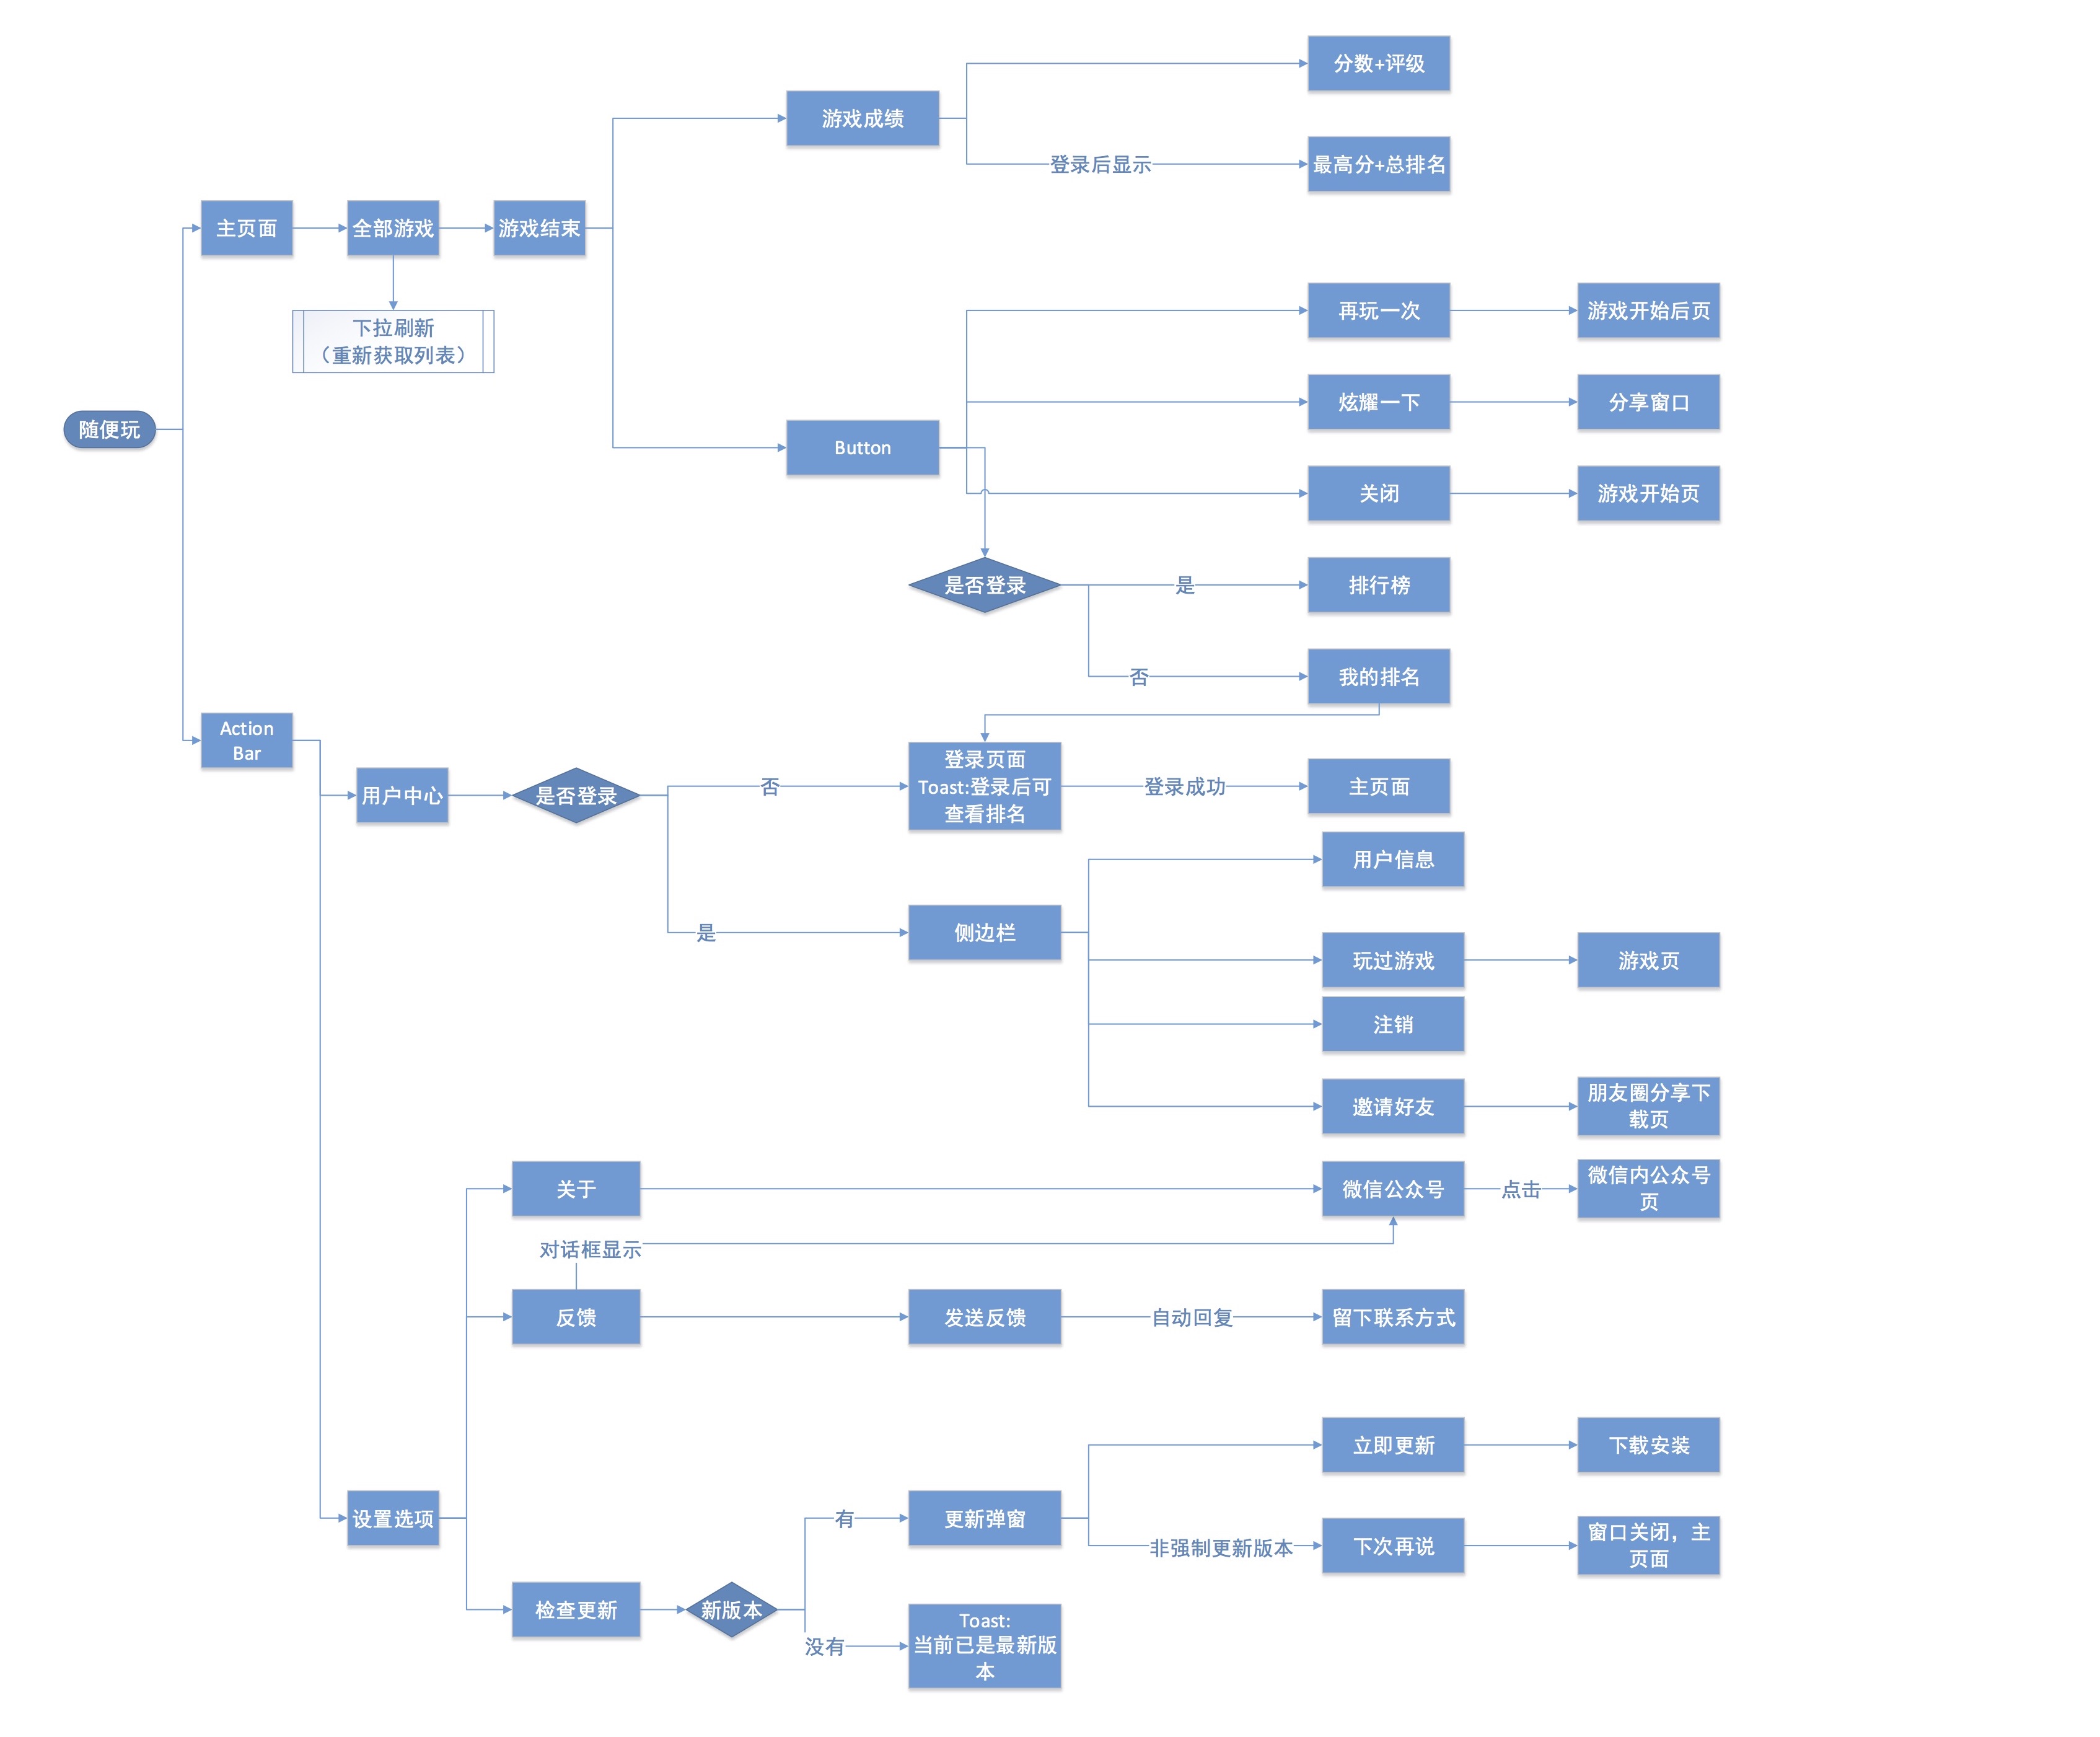 分数+评级
游戏成绩
登录后显示
最高分+总排名
主页面
全部游戏
游戏结束
下拉刷新
（重新获取列表）
再玩一次
游戏开始后页
炫耀一下
分享窗口
随便玩
Button
关闭
游戏开始页
是否登录
是
排行榜
否
我的排名
Action
Bar
用户中心
是否登录
否
登录页面
Toast:登录后可
查看排名
登录成功
主页面
用户信息
是
侧边栏
玩过游戏
游戏页
注销
邀请好友
朋友圈分享下
载页
关于
微信公众号
点击
微信内公众号
页
对话框显示
反馈
发送反馈
自动回复
留下联系方式
立即更新
下载安装
设置选项
有
更新弹窗
非强制更新版本
下次再说
窗口关闭，主
页面
检查更新
新版本
没有
Toast:
当前已是最新版
本